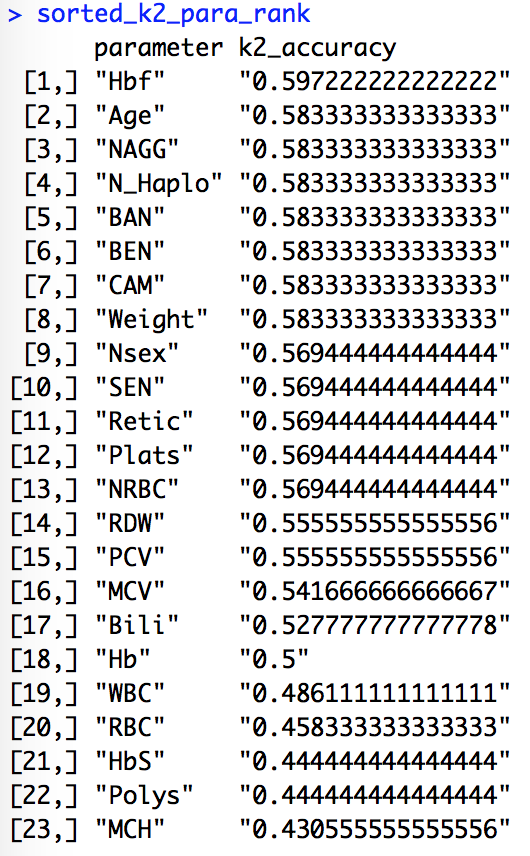 > sorted_k2_para_rank
parameter k2_accuracy
[1,] "Hbf" "0.597222222222222"
[2,] "Age" "0.583333333333333"
[3,] "NAGG" "0.583333333333333"
[4,] "N_Haplo" "0.583333333333333"
[5,] "BAN" "0.583333333333333"
[6,] "BEN" "0.583333333333333"
[7,] "CAM" "0.583333333333333"
[8,] "Weight" "0.583333333333333"
[9,] "Nsex" "0.569444444444444"
[10,] "SEN" "0.569444444444444"
[11,] "Retic" "0.569444444444444"
[12,] "Plats" "0.569444444444444"
[13,] "NRBC" "0.569444444444444"
[14,] "RDW" "0.555555555555556"
[15,] "PCV" "0.555555555555556"
[16,] "MCV" "0.541666666666667"
[17,] "Bili" "0.527777777777778"
[18,] "Hb" "0.5"
[19,] "WBC" "0.486111111111111"
[20,] "RBC" "0.458333333333333"
[21,] "HbS" "0.444444444444444"
[22,] "Polys" "0.444444444444444"
[23,] "MCH" "0.430555555555556"